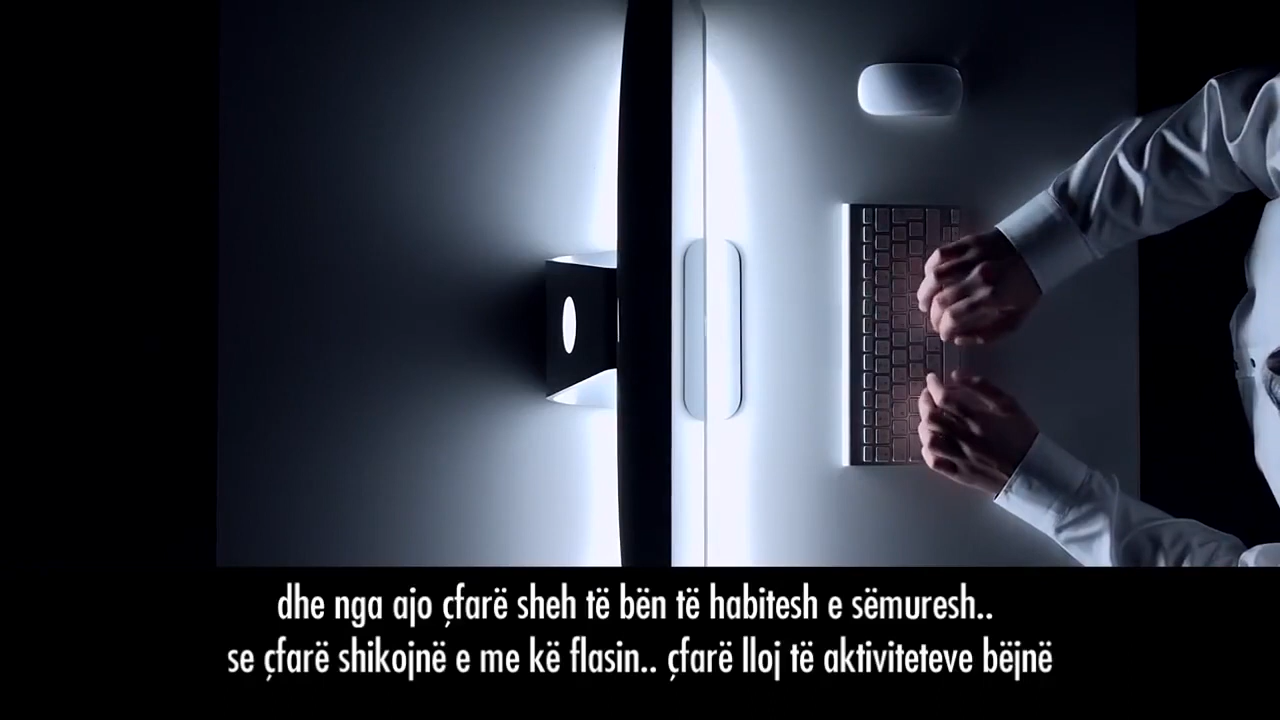 dhe nga ajo çfarë sheh të bën të habitesh e sëmuresh..
se çfarë shikojnë e me kë flasin.. çfarë lloj të aktiviteteve bëjnë